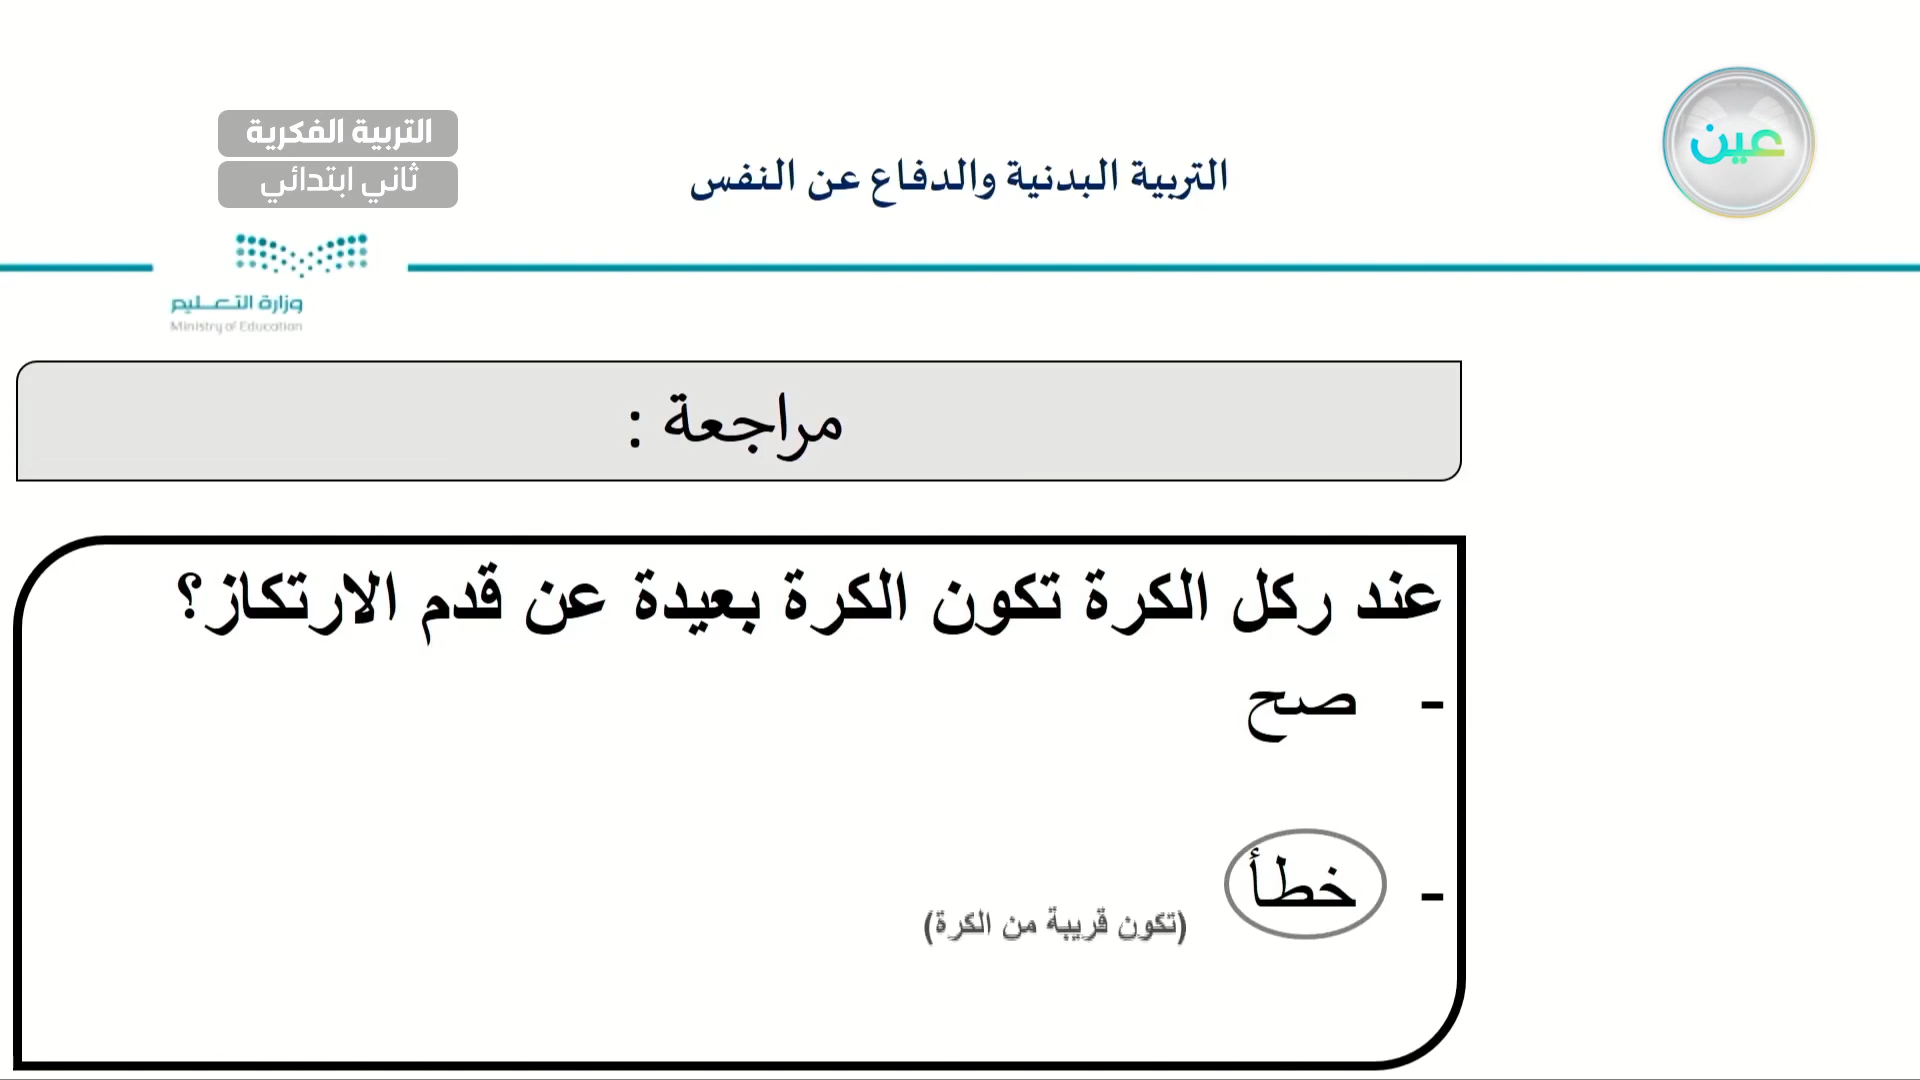 عين
التربية الفكرية
ثاني ابتدائي
التربية البدنية والدفاع عن النفس
وزارة التعليم
Ministry of Education
مراجعة :
عند ركل الكرة تكون الكرة بعيدة عن قدم الارتكاز؟
- صح
- خطأ
(تكون قريبة من الكرة)